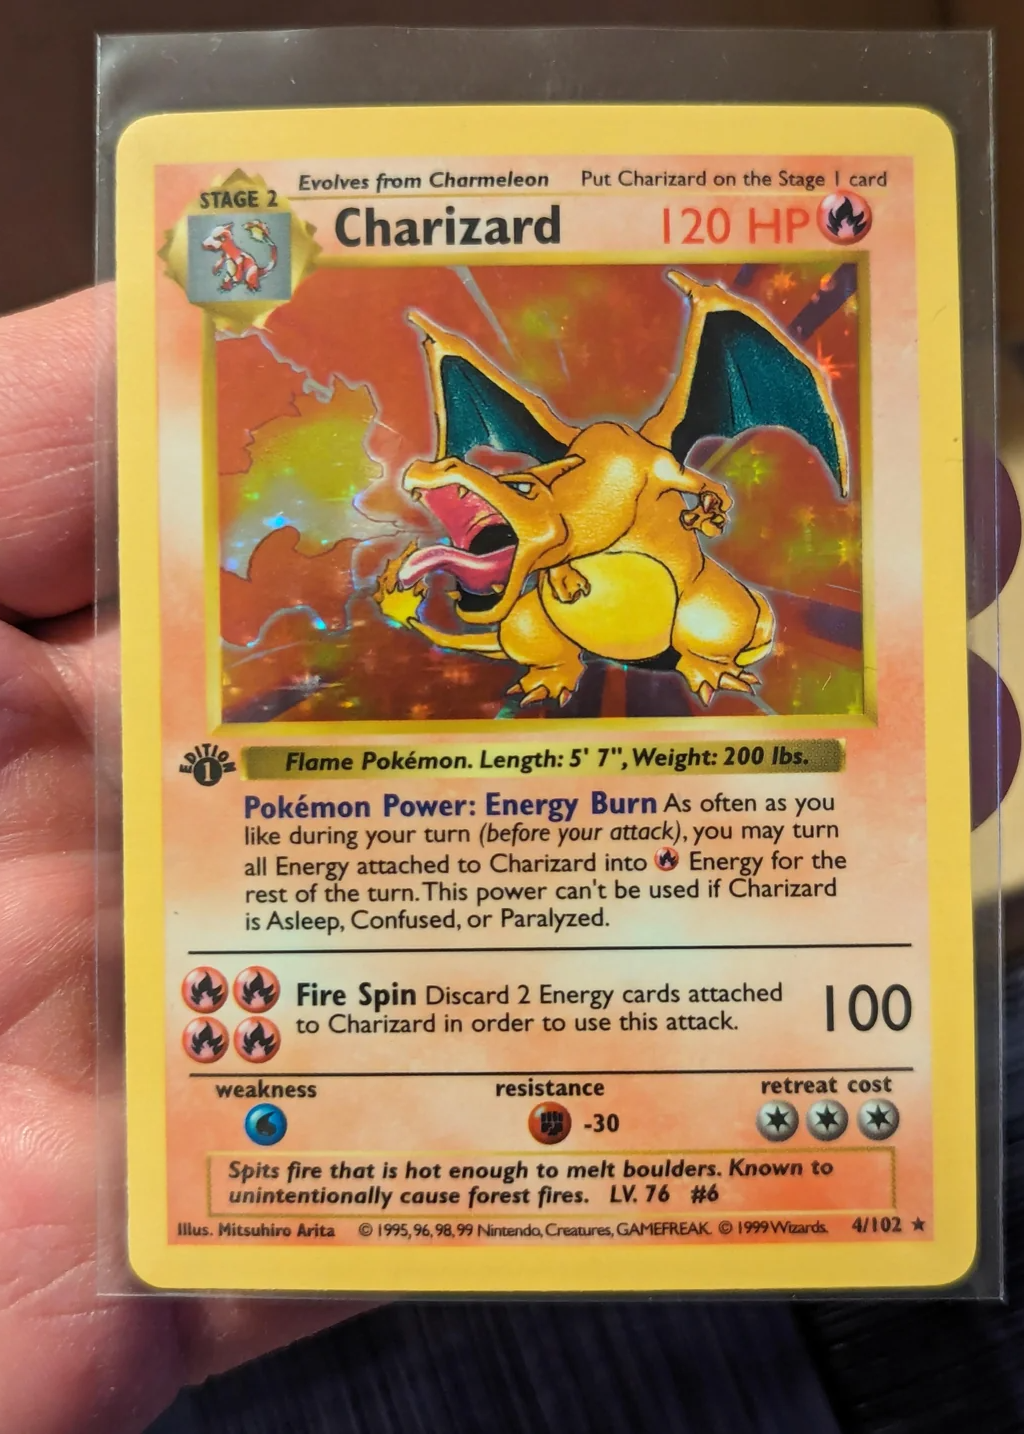 Evolves from Charmeleon Put Charizard on the Stage 1 card
STAGE 2
Charizard 120 HP
EDITION
1
Flame Pokémon. Length: 5' 7", Weight: 200 lbs.
Pokémon Power: Energy Burn As often as you
like during your turn (before your attack), you may turn
all Energy attached to Charizard into Energy for the
rest of the turn. This power can't be used if Charizard
is Asleep, Confused, or Paralyzed.
Fire Spin Discard 2 Energy cards attached
to Charizard in order to use this attack.
100
weakness resistance retreat cost
-30
Spits fire that is hot enough to melt boulders. Known to
unintentionally cause forest fires. LV. 76 #6
Illus. Mitsuhiro Arita © 1995, 96, 98, 99 Nintendo, Creatures, GAMEFREAK. © 1999 Wizards. 4/102 ★